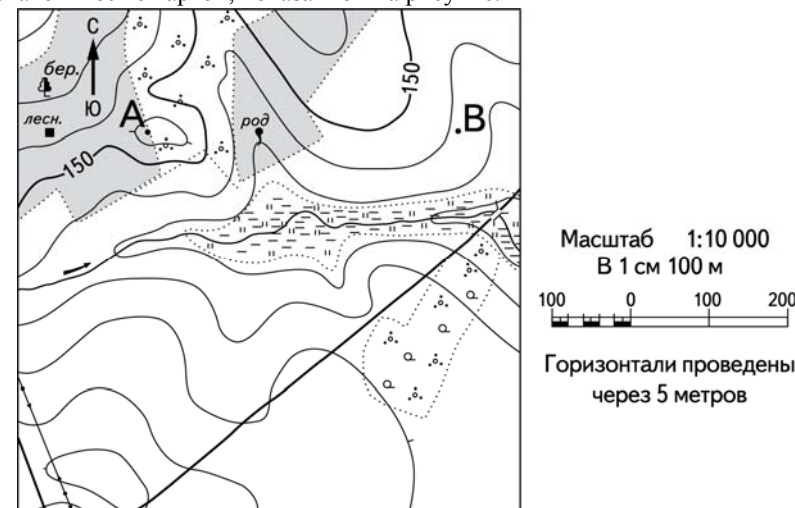 С
бер.
лесн.
Ю
А
род
150
150
В
Масштаб 1:10 000
В 1 см 100 м
100 0 100 200
Горизонтали проведены
через 5 метров